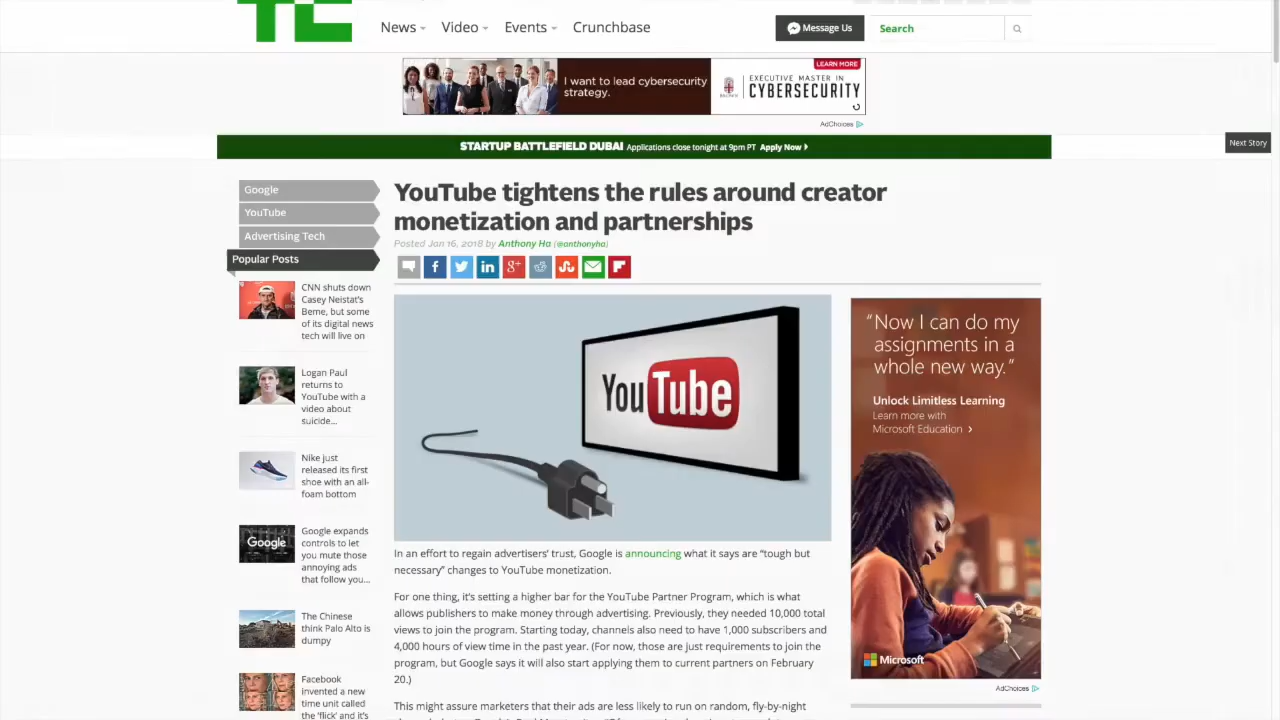 TC
News
Video
Events
Crunchbase
Message Us
Search
I want to lead cybersecurity
strategy.
LEARN MORE
BROWN
EXECUTIVE MASTER IN
CYBERSECURITY
AdChoices
STARTUP BATTLEFIELD DUBAI Applications close tonight at 9pm PT Apply Now
Next Story
Google
YouTube
Advertising Tech
Popular Posts
CNN shuts down
Casey Neistat's
Beme, but some
of its digital news
tech will live on
Logan Paul
returns to
YouTube with a
video about
suicide...
Nike just
released its first
shoe with an all-
foam bottom
Google
Google expands
controls to let
you mute those
annoying ads
that follow you...
The Chinese
think Palo Alto is
dumpy
Facebook
invented a new
time unit called
the 'flick' and it's
YouTube tightens the rules around creator
monetization and partnerships
Posted Jan 16, 2018 by Anthony Ha (@anthonyha)
YouTube
In an effort to regain advertisers' trust, Google is announcing what it says are “tough but
necessary” changes to YouTube monetization.
For one thing, it's setting a higher bar for the YouTube Partner Program, which is what
allows publishers to make money through advertising. Previously, they needed 10,000 total
views to join the program. Starting today, channels also need to have 1,000 subscribers and
4,000 hours of view time in the past year. (For now, those are just requirements to join the
program, but Google says it will also start applying them to current partners on February
20.)
This might assure marketers that their ads are less likely to run on random, fly-by-night
“Now I can do my
assignments in a
whole new way.”
Unlock Limitless Learning
Learn more with
Microsoft Education
Microsoft
AdChoices